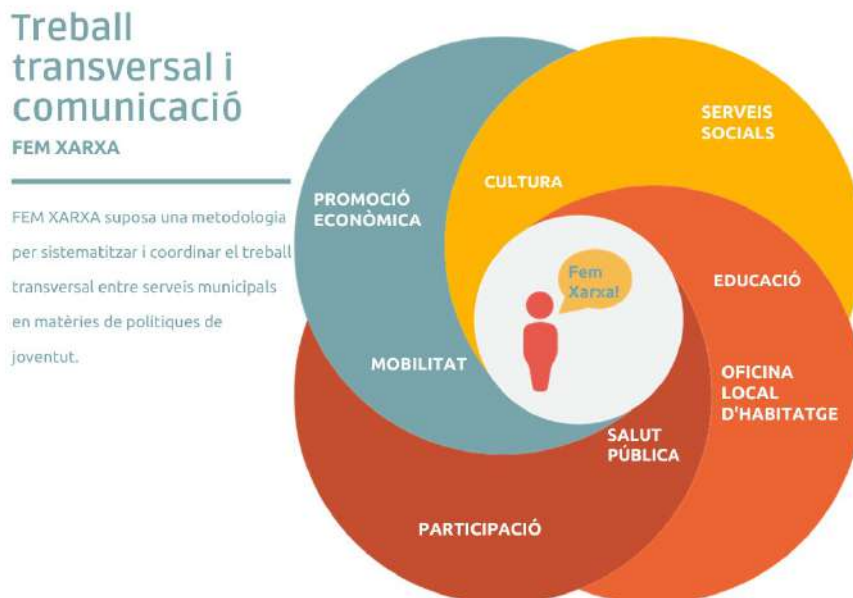 Treball
transversal i
comunicació
FEM XARXA
FEM XARXA suposa una metodologia
per sistematitzar i coordinar el treball
transversal entre serveis municipals
en matèries de polítiques de
joventut.
SERVEIS
SOCIALS
CULTURA
PROMOCIÓ
ECONÒMICA
Fem
Xarxa!
EDUCACIÓ
MOBILITAT
OFICINA
LOCAL
D'HABITATGE
SALUT
PÚBLICA
PARTICIPACIÓ